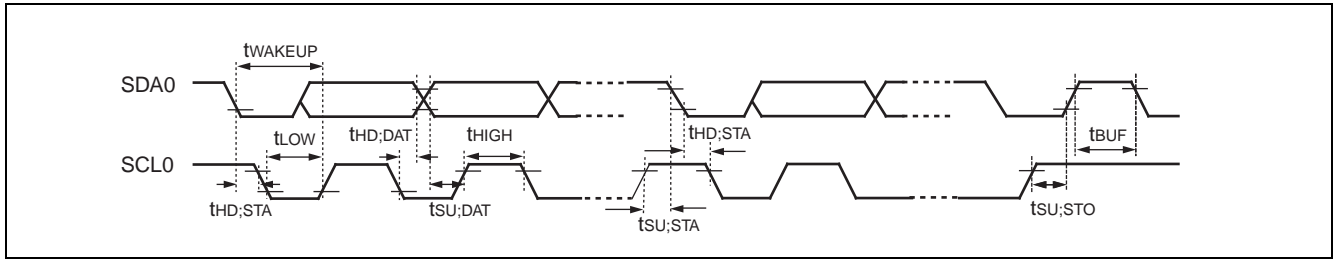 tWAKEUP
SDA0
tHD;DAT
tHIGH
tHD;STA
tLOW
tBUF
SCL0
tHD;STA
tSU;DAT
tSU;STA
tSU;STO